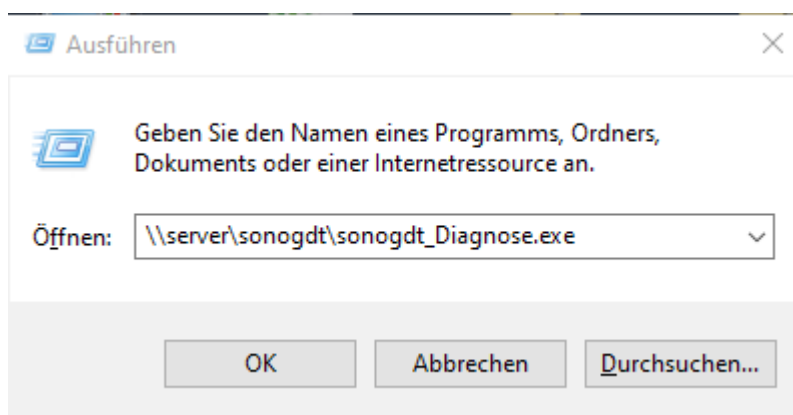 Ausführen
Geben Sie den Namen eines Programms, Ordners,
Dokuments oder einer Internetressource an.
Öffnen: \\server\sonogdt\sonogdt_Diagnose.exe
OK Abbrechen Durchsuchen...